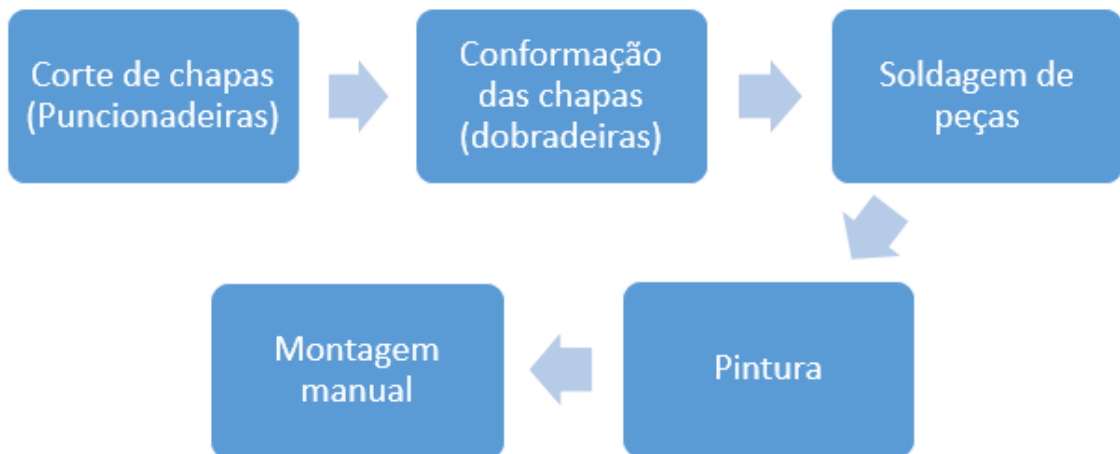 Corte de chapas
(Puncionadeiras)
Conformação
das chapas
(dobradeiras)
Soldagem de
peças
Pintura
Montagem
manual